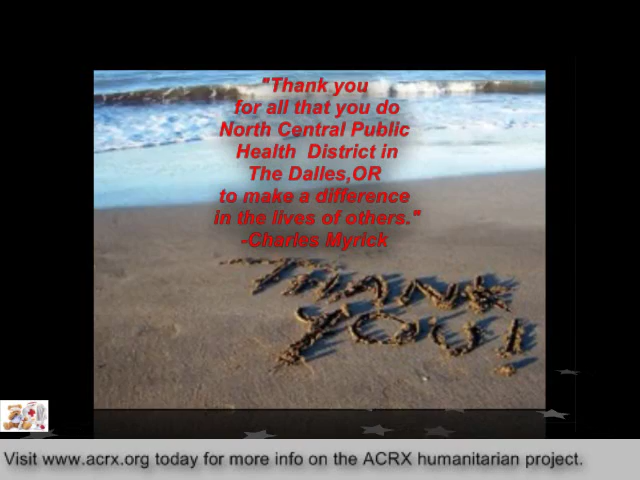 "Thank you
for all that you do
North Central Public
Health District in
The Dalles,OR
to make a difference
in the lives of others."
-Charles Myrick
THANK
YOU!
Visit www.acrx.org today for more info on the ACRX humanitarian project.